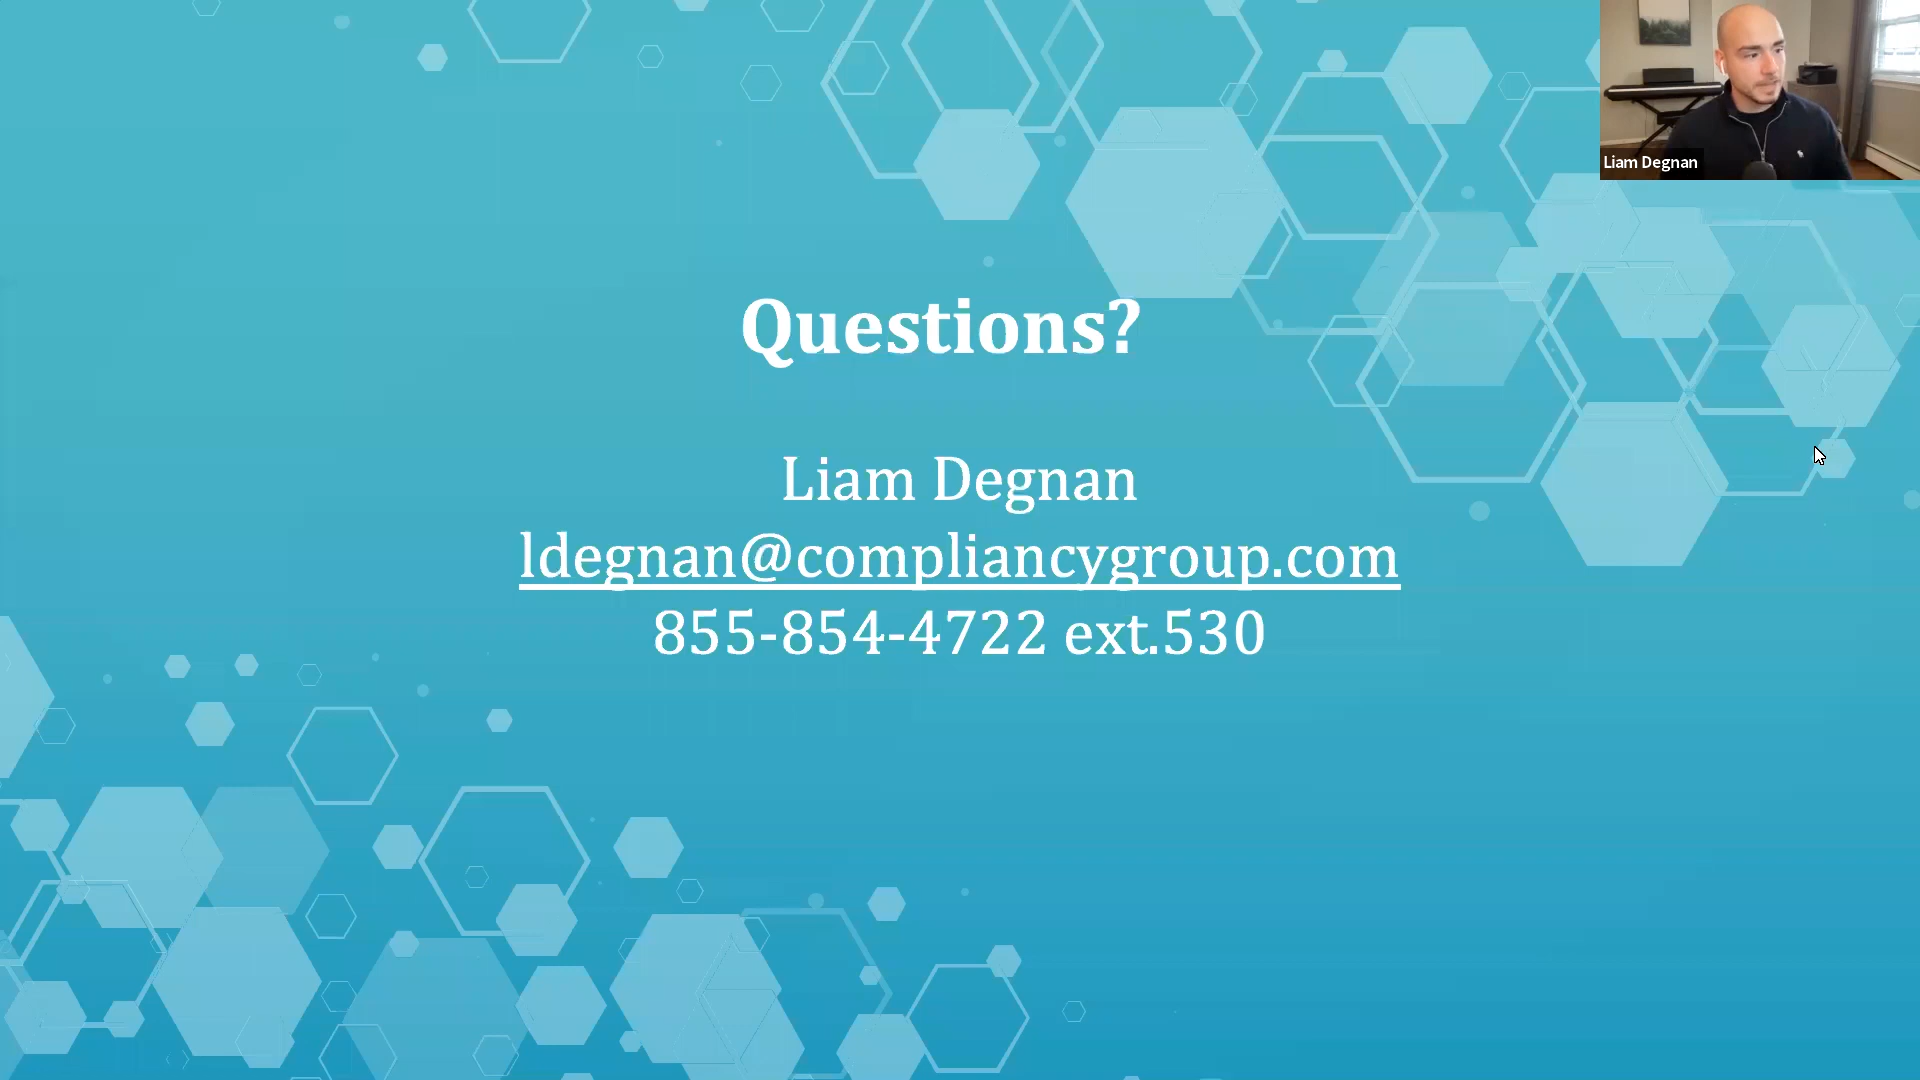 Liam Degnan
Questions?
Liam Degnan
ldegnan@compliancygroup.com
855-854-4722 ext.530